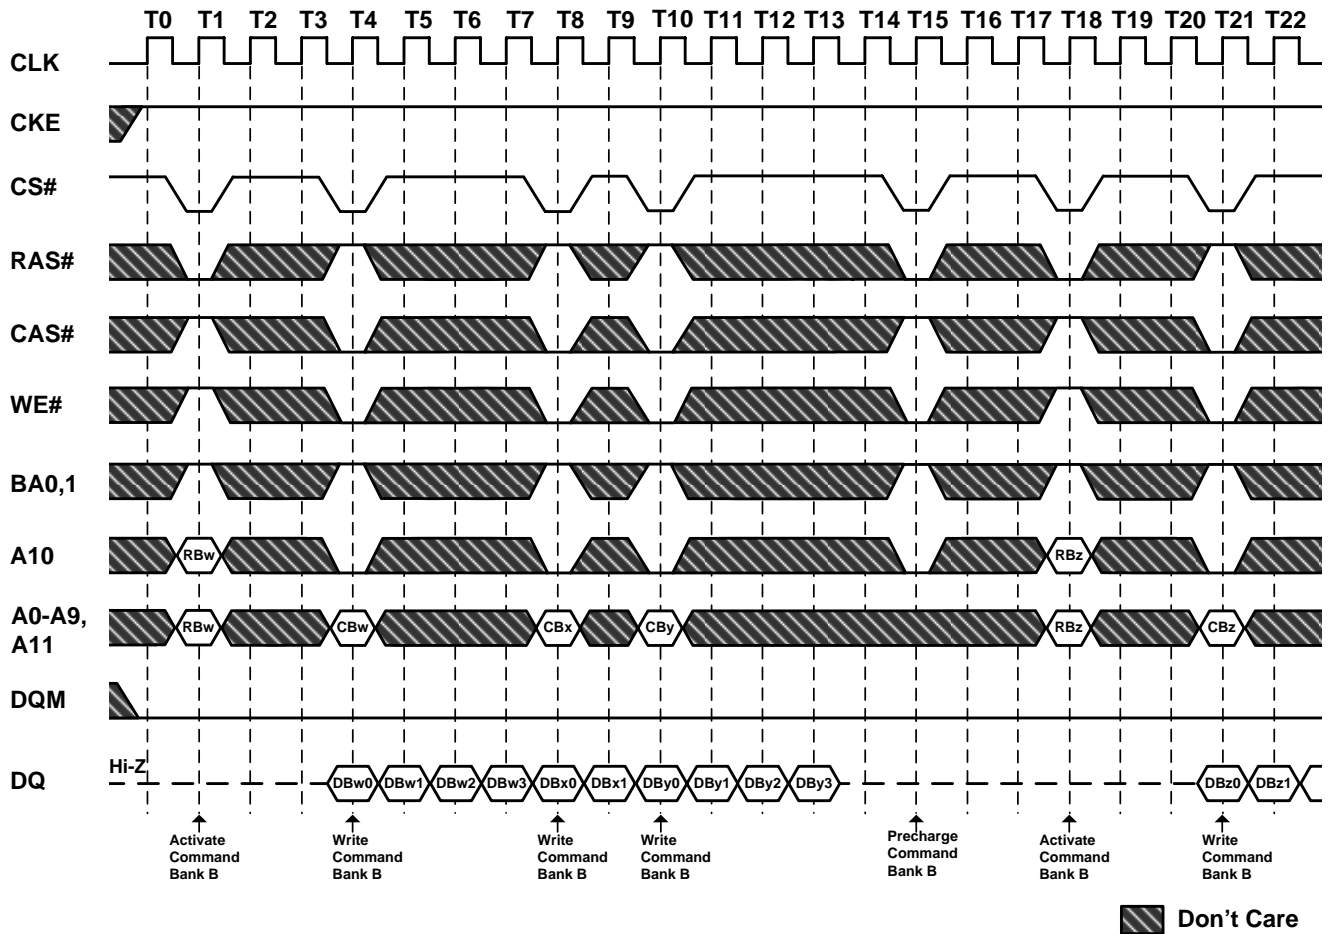 T0 T1 T2 T3 T4 T5 T6 T7 T8 T9 T10 T11 T12 T13 T14 T15 T16 T17 T18 T19 T20 T21 T22
CLK
CKE
CS#
RAS#
CAS#
WE#
BA0,1
A10
RBw RBz
A0-A9,
A11
RBw CBw CBx CBy RBz CBz
DQM
DQ
Hi-Z
DBw0 DBw1 DBw2 DBw3 DBx0 DBx1 DBy0 DBy1 DBy2 DBy3 DBz0 DBz1
Activate
Command
Bank B
Write
Command
Bank B
Write
Command
Bank B
Write
Command
Bank B
Precharge
Command
Bank B
Activate
Command
Bank B
Write
Command
Bank B
Don't Care